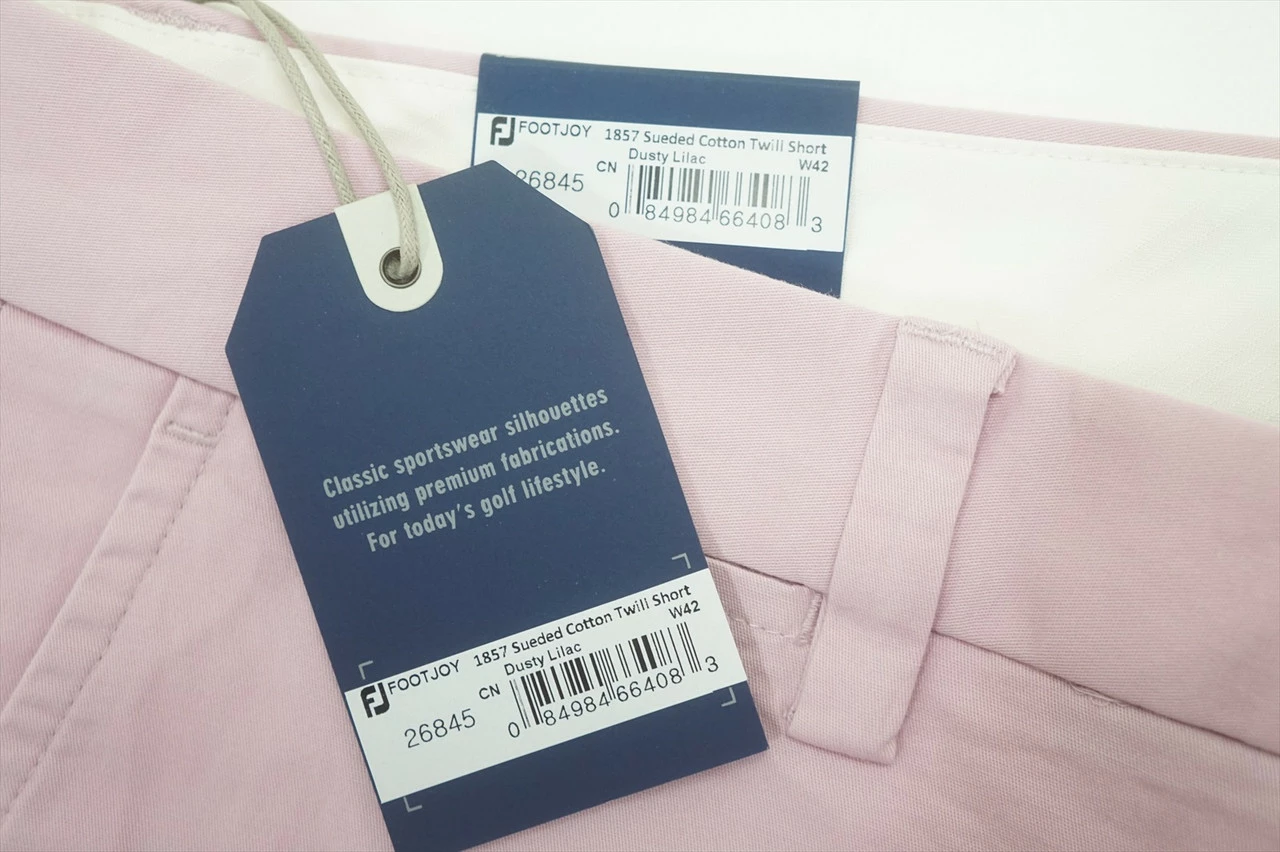 FJ FOOTJOY 1857 Sueded Cotton Twill Short
Dusty Lilac W42
26845 CN
0 84984 66408 3
Classic sportswear silhouettes
utilizing premium fabrications.
For today's golf lifestyle.
FJ FOOTJOY 1857 Sueded Cotton Twill Short
Dusty Lilac W42
26845 CN
0 84984 66408 3